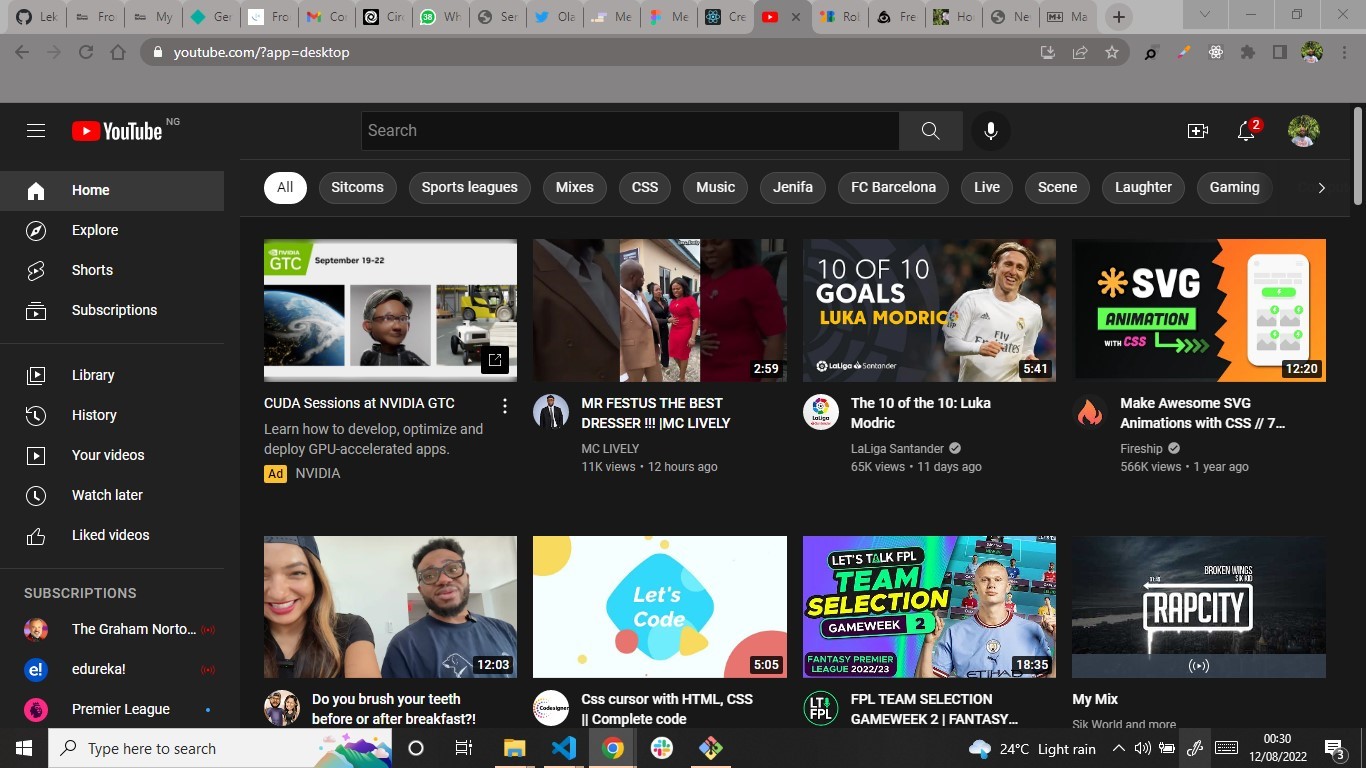 Lek
Fro
My
Ger
Fro
Co
Circ
38
Wh
Ser
Ola
Me
Me
Cre
Rol
Fre
Ho
Ne
Ma
youtube.com/?app=desktop
YouTube NG
Search
2
Home
Explore
Shorts
Subscriptions
Library
History
Your videos
Watch later
Liked videos
SUBSCRIPTIONS
The Graham Norto...
edureka!
Premier League
All
Sitcoms
Sports leagues
Mixes
CSS
Music
Jenifa
FC Barcelona
Live
Scene
Laughter
Gaming
NVIDIA
GTC
September 19-22
CUDA Sessions at NVIDIA GTC
Learn how to develop, optimize and
deploy GPU-accelerated apps.
Ad NVIDIA
2:59
MR FESTUS THE BEST
DRESSER !!! |MC LIVELY
MC LIVELY
11K views • 12 hours ago
10 OF 10
GOALS
LUKA MODRIC
LaLiga Santander
5:41
The 10 of the 10: Luka
Modric
LaLiga Santander
65K views • 11 days ago
SVG
ANIMATION
WITH CSS
12:20
Make Awesome SVG
Animations with CSS // 7...
Fireship
566K views • 1 year ago
12:03
Do you brush your teeth
before or after breakfast?!
Let's
Code
5:05
Codesigner
Css cursor with HTML, CSS
|| Complete code
LET'S TALK FPL
TEAM
SELECTION
GAMEWEEK 2
FANTASY PREMIER
LEAGUE 2022/23
ETIHAD
18:35
LT
FPL
FPL TEAM SELECTION
GAMEWEEK 2 | FANTASY...
BROKEN WINGS
SIK KID
RAPCITY
My Mix
Sik World and more
Type here to search
24°C Light rain
00:30
12/08/2022
3